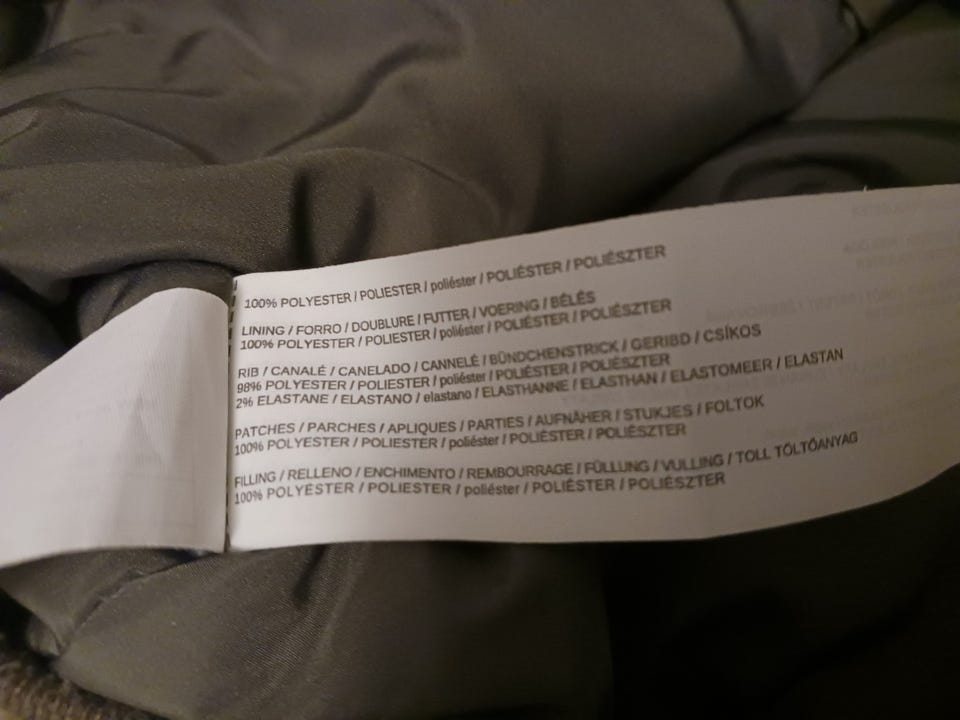 100% POLYESTER / POLIESTER / poliéster / POLIÉSTER / POLIÉSZTER
LINING / FORRO / DOUBLURE / FUTTER / VOERING / BÉLÉS
100% POLYESTER / POLIESTER / poliéster / POLIÉSTER / POLIÉSZTER
RIB / CANALÉ / CANELADO / CANNELÉ / BÜNDCHENSTRICK / GERIBD / CSÍKOS
98% POLYESTER / POLIESTER / poliéster / POLIÉSTER / POLIÉSZTER
2% ELASTANE / ELASTANO / elastano / ELASTHANNE / ELASTHAN / ELASTOMEER / ELASTAN
PATCHES / PARCHES / APLIQUES / PARTIES / AUFNÄHER / STUKJES / FOLTOK
100% POLYESTER / POLIESTER / poliéster / POLIÉSTER / POLIÉSZTER
FILLING / RELLENO / ENCHIMENTO / REMBOURRAGE / FÜLLUNG / VULLING / TOLL TÖLTŐANYAG
100% POLYESTER / POLIESTER / poliéster / POLIÉSTER / POLIÉSZTER